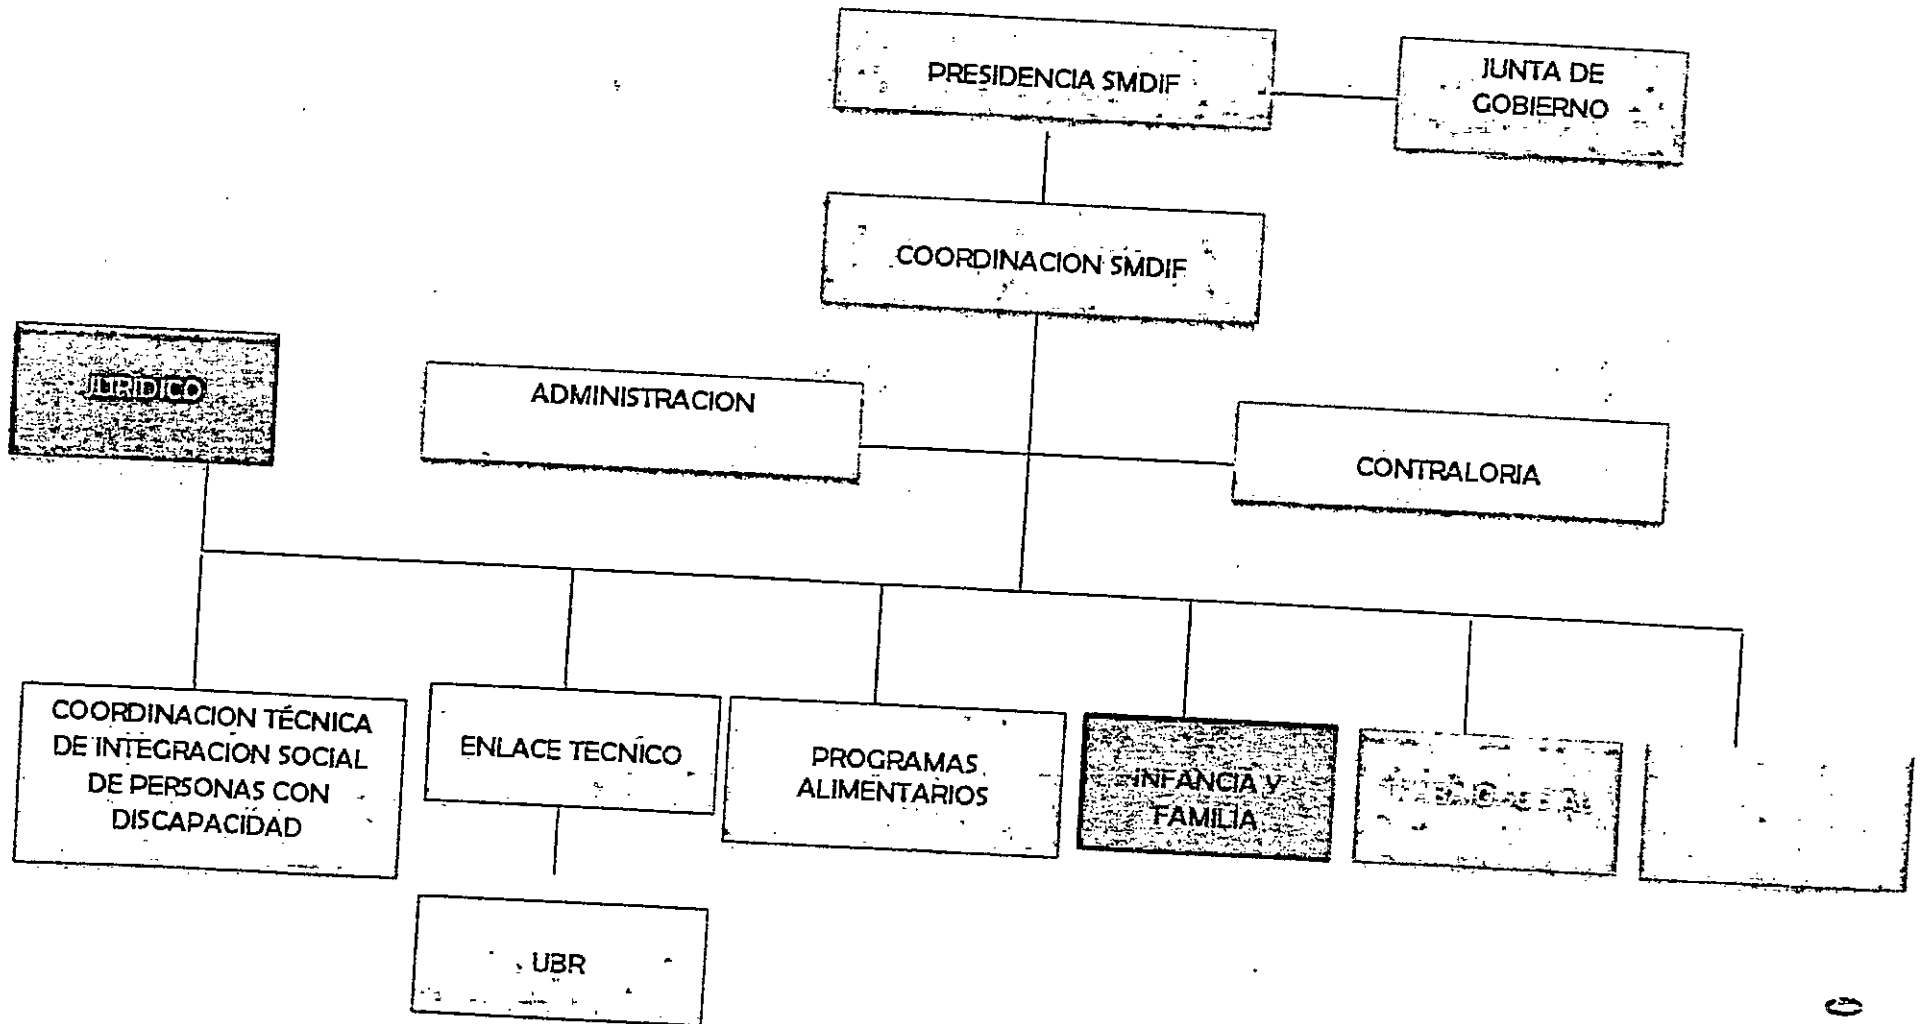 PRESIDENCIA SMDIF
JUNTA DE
GOBIERNO
COORDINACION SMDIF
JURIDICO
ADMINISTRACION
CONTRALORIA
COORDINACION TÉCNICA
DE INTEGRACION SOCIAL
DE PERSONAS CON
DISCAPACIDAD
ENLACE TECNICO
PROGRAMAS
ALIMENTARIOS
INFANCIA Y
FAMILIA
UBR